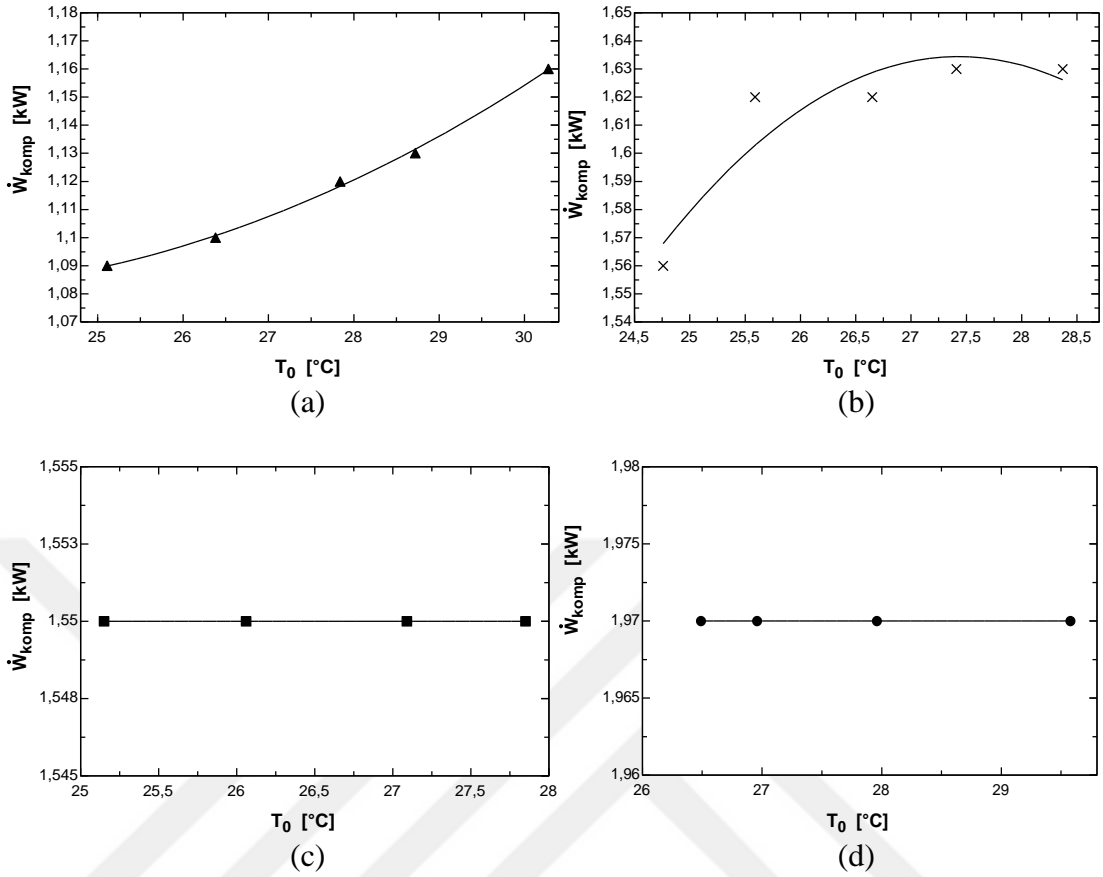 1,18
1,17
1,16
1,15
1,14
1,13
1,12
1,11
1,1
1,09
1,08
1,07
25 26 27 28 29 30
Ẇkomp [kW]
T0 [°C]
(a)
1,65
1,64
1,63
1,62
1,61
1,6
1,59
1,58
1,57
1,56
1,55
1,54
24,5 25 25,5 26 26,5 27 27,5 28 28,5
Ẇkomp [kW]
T0 [°C]
(b)
1,555
1,553
1,55
1,548
1,545
25 25,5 26 26,5 27 27,5 28
Ẇkomp [kW]
T0 [°C]
(c)
1,98
1,975
1,97
1,965
1,96
26 27 28 29
Ẇkomp [kW]
T0 [°C]
(d)